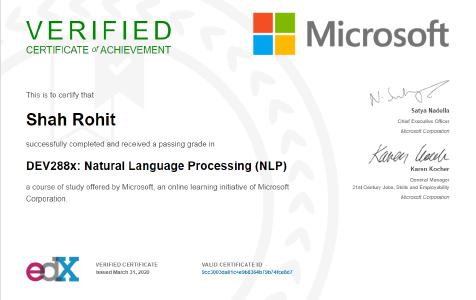 VERIFIED
CERTIFICATE of ACHIEVEMENT
Microsoft
This is to certify that
Shah Rohit
successfully completed and received a passing grade in
DEV288x: Natural Language Processing (NLP)
a course of study offered by Microsoft, an online learning initiative of Microsoft
Corporation.
Satya Nadella
Chief Executive Officer
Microsoft Corporation
Karen Kocher
General Manager
21st Century Jobs, Skills and Employability
Microsoft Corporation
edX
VERIFIED CERTIFICATE
Issued March 31, 2020
VALID CERTIFICATE ID